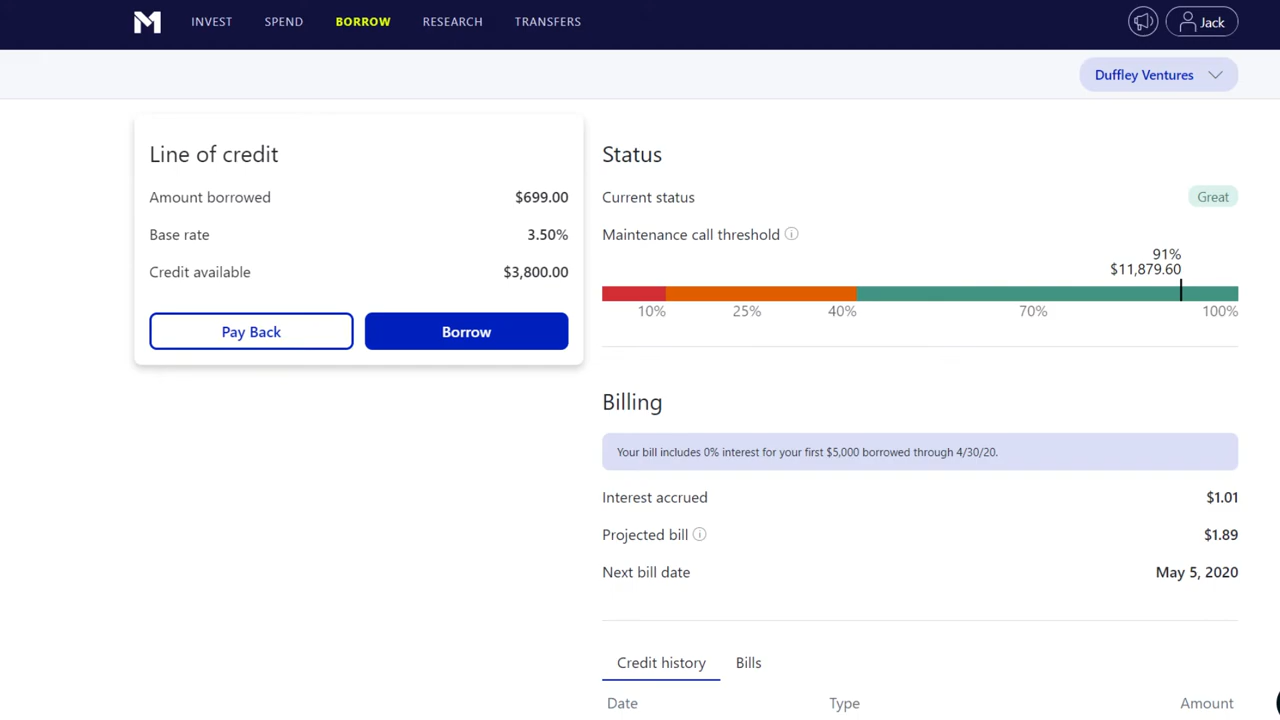 INVEST SPEND BORROW RESEARCH TRANSFERS Jack
Duffley Ventures
Line of credit
Amount borrowed $699.00
Base rate 3.50%
Credit available $3,800.00
Pay Back Borrow
Status
Current status Great
Maintenance call threshold
91%
$11,879.60
10% 25% 40% 70% 100%
Billing
Your bill includes 0% interest for your first $5,000 borrowed through 4/30/20.
Interest accrued $1.01
Projected bill $1.89
Next bill date May 5, 2020
Credit history Bills
Date Type Amount